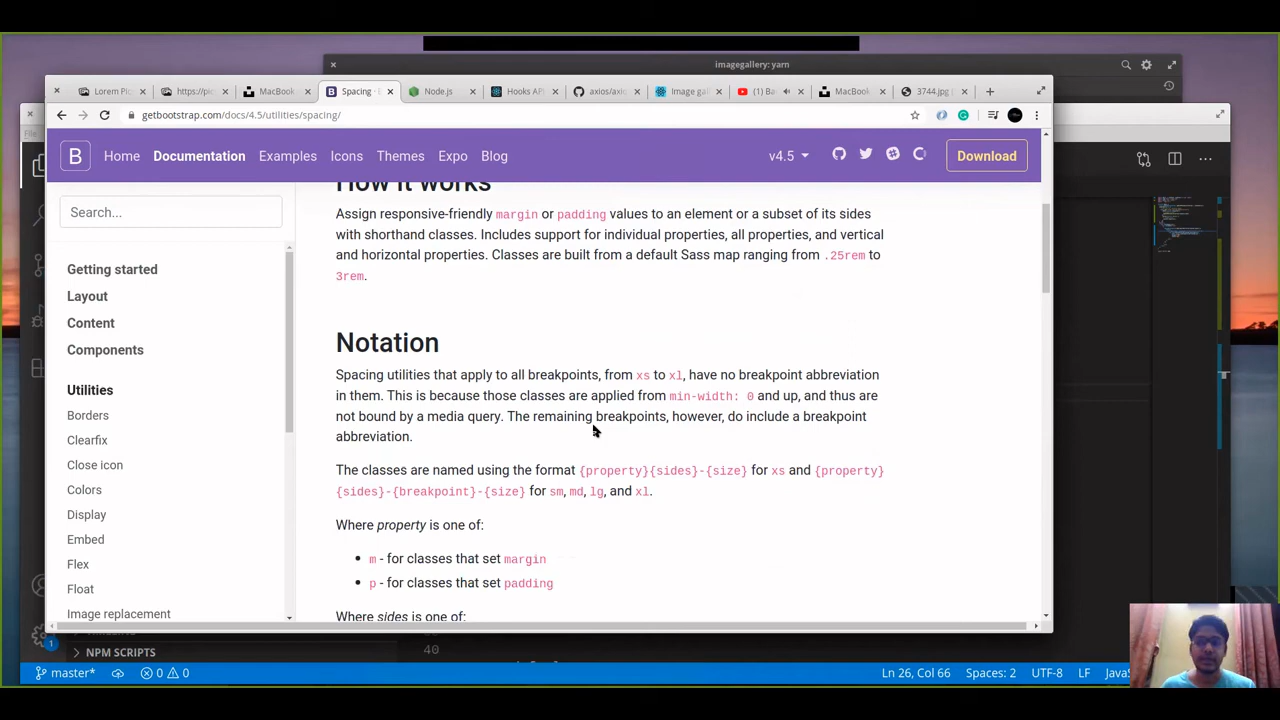 imagegallery: yarn
Lorem Pic
https://pic
MacBook
Spacing · B
Node.js
Hooks API
axios/axio
Image gal
(1) Ba
MacBook
3744.jpg
getbootstrap.com/docs/4.5/utilities/spacing/
File
B
Home
Documentation
Examples
Icons
Themes
Expo
Blog
v4.5
Download
How it works
Search...
Assign responsive-friendly margin or padding values to an element or a subset of its sides
with shorthand classes. Includes support for individual properties, all properties, and vertical
and horizontal properties. Classes are built from a default Sass map ranging from .25rem to
3rem.
Getting started
Layout
Content
Components
Utilities
Borders
Clearfix
Close icon
Colors
Display
Embed
Flex
Float
Image replacement
Notation
Spacing utilities that apply to all breakpoints, from xs to xl, have no breakpoint abbreviation
in them. This is because those classes are applied from min-width: 0 and up, and thus are
not bound by a media query. The remaining breakpoints, however, do include a breakpoint
abbreviation.
The classes are named using the format {property}{sides}-{size} for xs and {property}
{sides}-{breakpoint}-{size} for sm, md, lg, and xl.
Where property is one of:
m - for classes that set margin
p - for classes that set padding
Where sides is one of:
NPM SCRIPTS
40
1
master*
0
0
Ln 26, Col 66
Spaces: 2
UTF-8
LF
JavaS